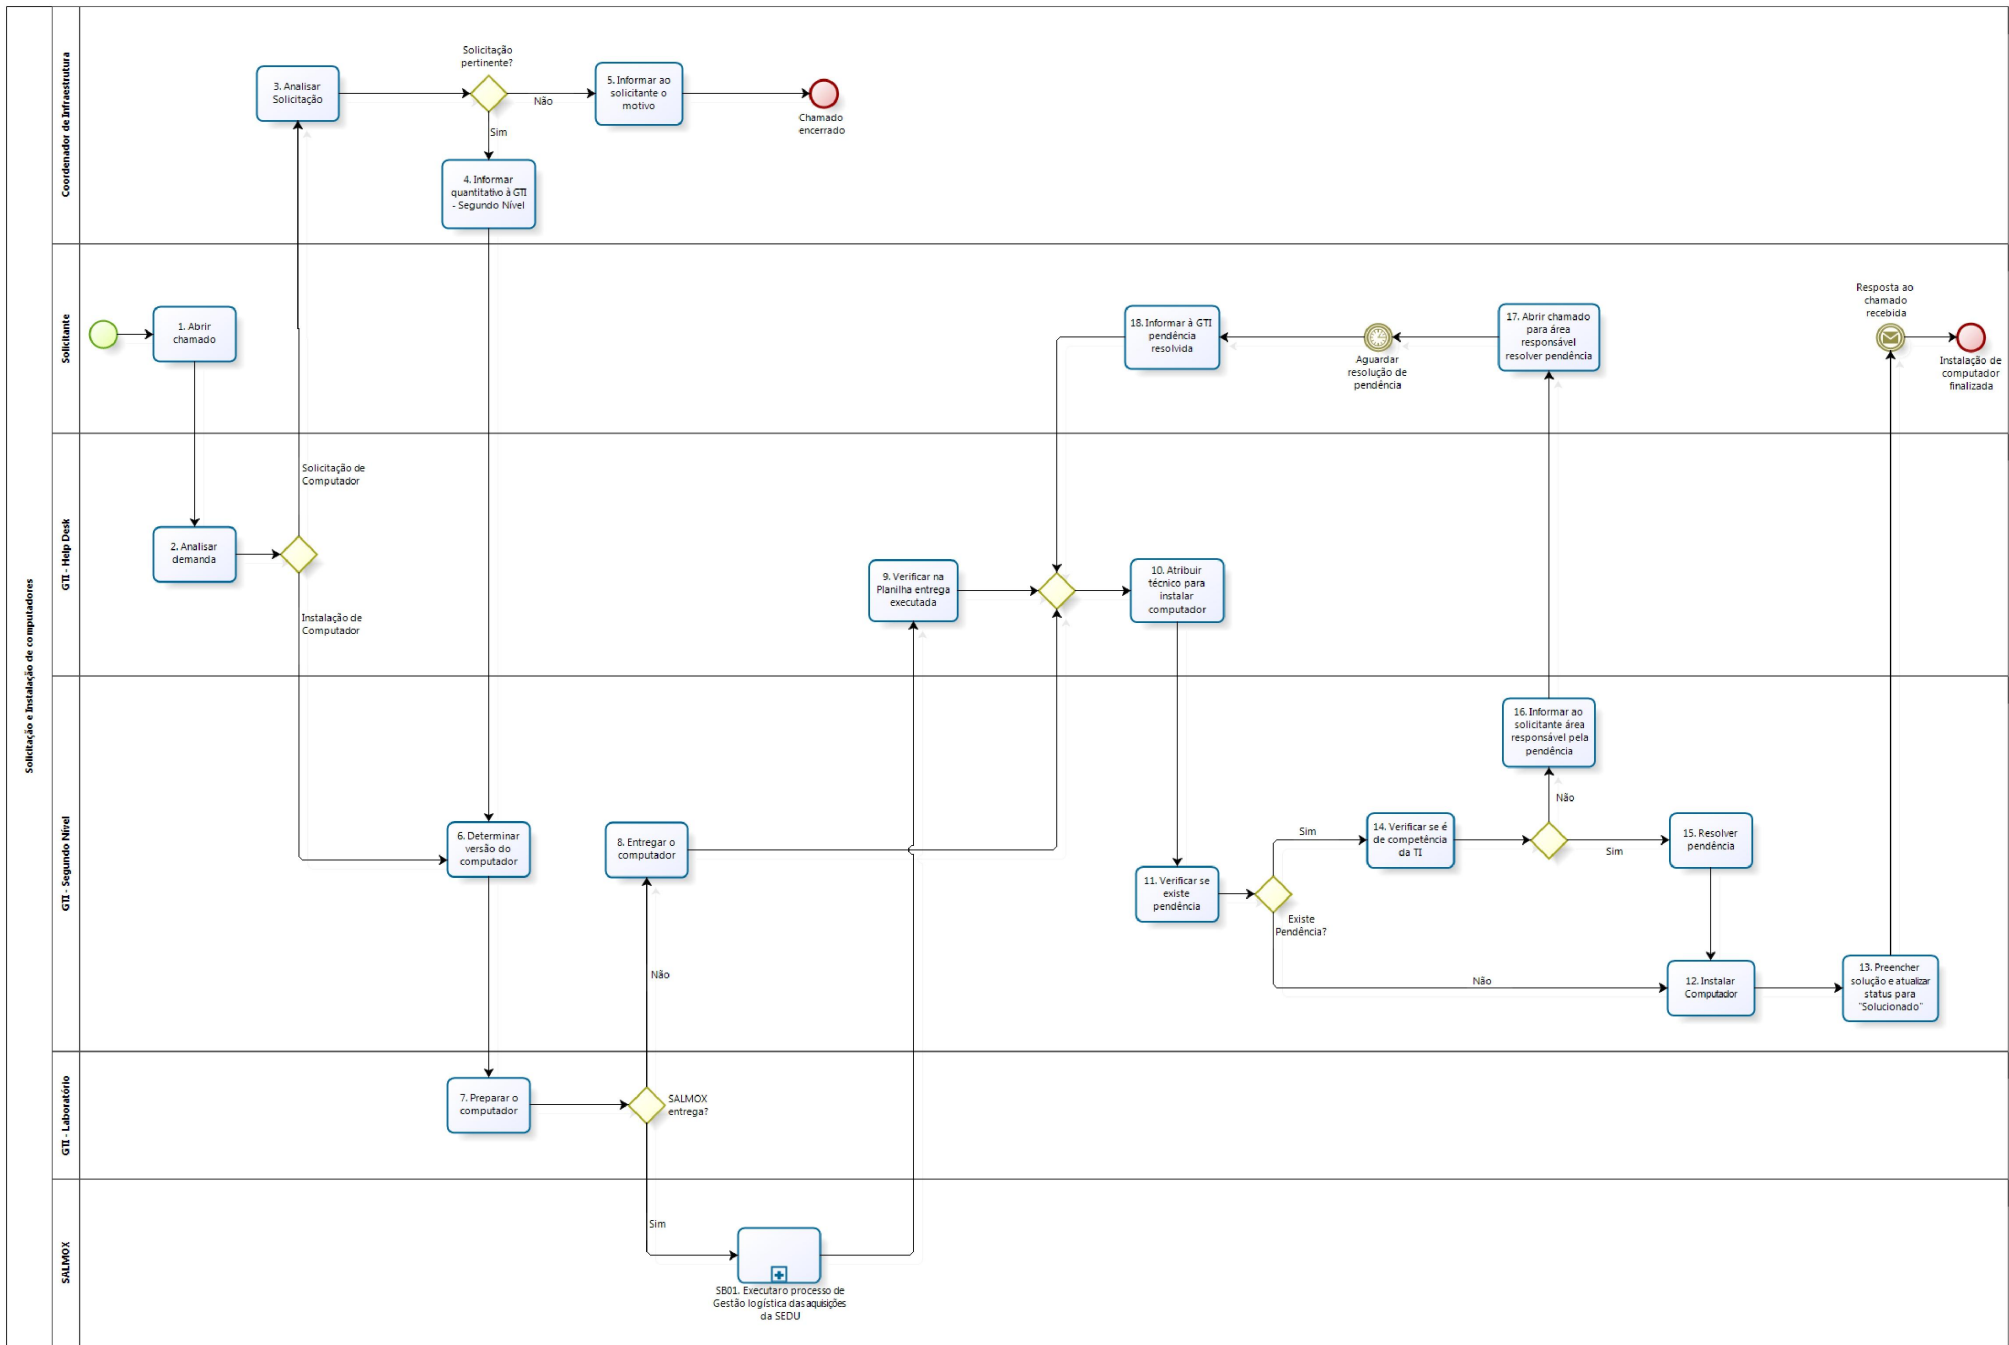 Solicitação e Instalação de computadores
Coordenador de Infraestrutura
3. Analisar
Solicitação
Solicitação
pertinente?
Não
Sim
5. Informar ao
solicitante o
motivo
Chamado
encerrado
4. Informar
quantitativo à GTI
- Segundo Nível
Solicitante
1. Abrir
chamado
18. Informar à GTI
pendência
resolvida
Aguardar
resolução de
pendência
17. Abrir chamado
para área
responsável
resolver pendência
Resposta ao
chamado
recebida
Instalação de
computador
finalizada
GTI - Help Desk
2. Analisar
demanda
Solicitação de
Computador
Instalação de
Computador
9. Verificar na
Planilha entrega
executada
10. Atribuir
técnico para
instalar
computador
GTI - Segundo Nível
6. Determinar
versão do
computador
8. Entregar o
computador
Não
11. Verificar se
existe
pendência
Existe
Pendência?
Sim
Não
14. Verificar se é
de competência
da TI
Não
Sim
16. Informar ao
solicitante área
responsável pela
pendência
15. Resolver
pendência
12. Instalar
Computador
13. Preencher
solução e atualizar
status para
"Solucionado"
GTI - Laboratório
7. Preparar o
computador
SALMOX
entrega?
SALMOX
Sim
SB01. Executar o processo de
Gestão logística das aquisições
da SEDU